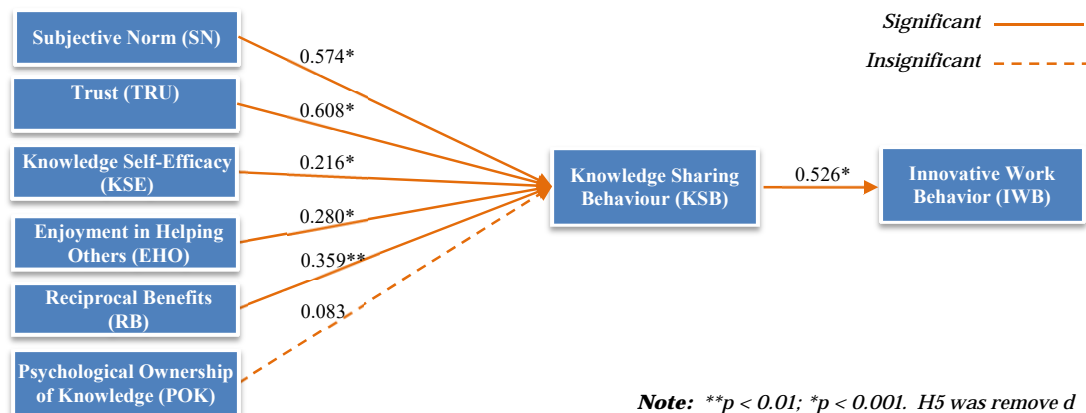 Subjective Norm (SN)
Trust (TRU)
Knowledge Self-Efficacy
(KSE)
Enjoyment in Helping
Others (EHO)
Reciprocal Benefits
(RB)
Psychological Ownership
of Knowledge (POK)
0.574*
0.608*
0.216*
0.280*
0.359**
0.083
Knowledge Sharing
Behaviour (KSB)
0.526*
Innovative Work
Behavior (IWB)
Significant
Insignificant
Note: **p < 0.01; *p < 0.001. H5 was remove d